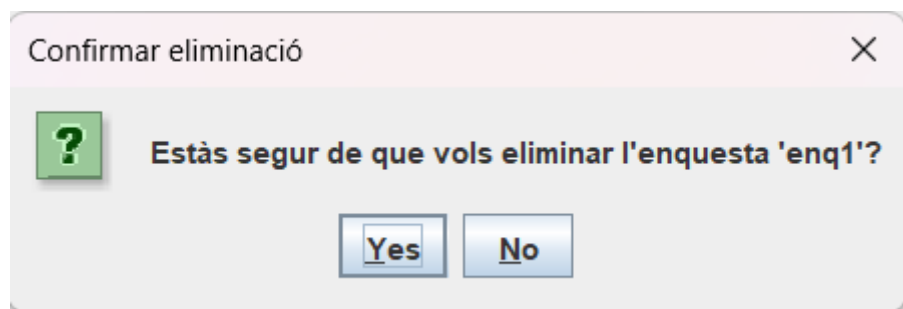 Confirmar eliminació
?
Estàs segur de que vols eliminar l'enquesta 'enq1'?
Yes No